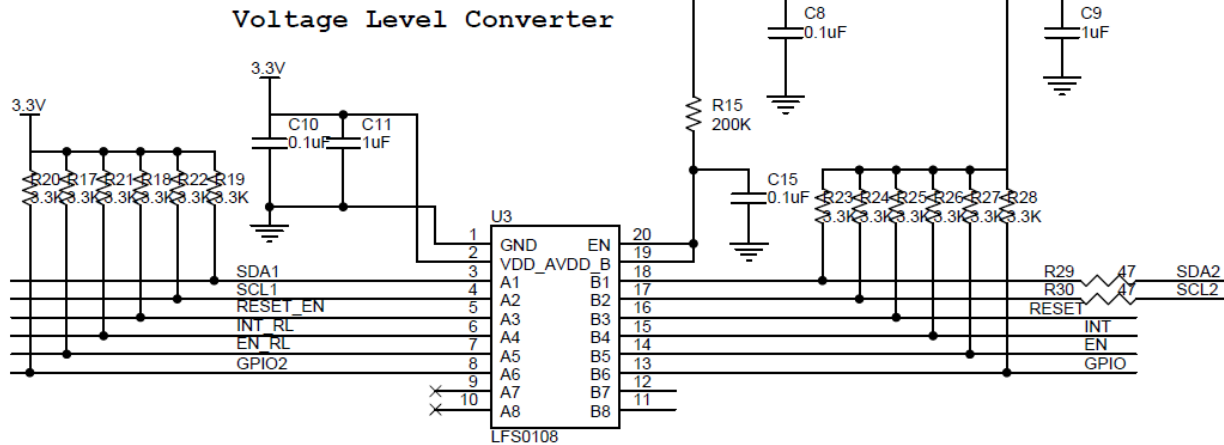 Voltage Level Converter
C8
0.1uF
C9
1uF
3.3V
3.3V
C10
0.1uF
C11
1uF
R15
200K
R20 R17 R21 R18 R22 R19
3.3K 3.3K 3.3K 3.3K 3.3K 3.3K
C15
0.1uF
R23 R24 R25 R26 R27 R28
3.3K 3.3K 3.3K 3.3K 3.3K 3.3K
U3
1 GND EN 20
2 VDD_A VDD_B 19
SDA1 3 A1 B1 18 R29 47 SDA2
SCL1 4 A2 B2 17 R30 47 SCL2
RESET_EN 5 A3 B3 16 RESET
INT_RL 6 A4 B4 15 INT
EN_RL 7 A5 B5 14 EN
GPIO2 8 A6 B6 13 GPIO
9 A7 B7 12
10 A8 B8 11
LFS0108